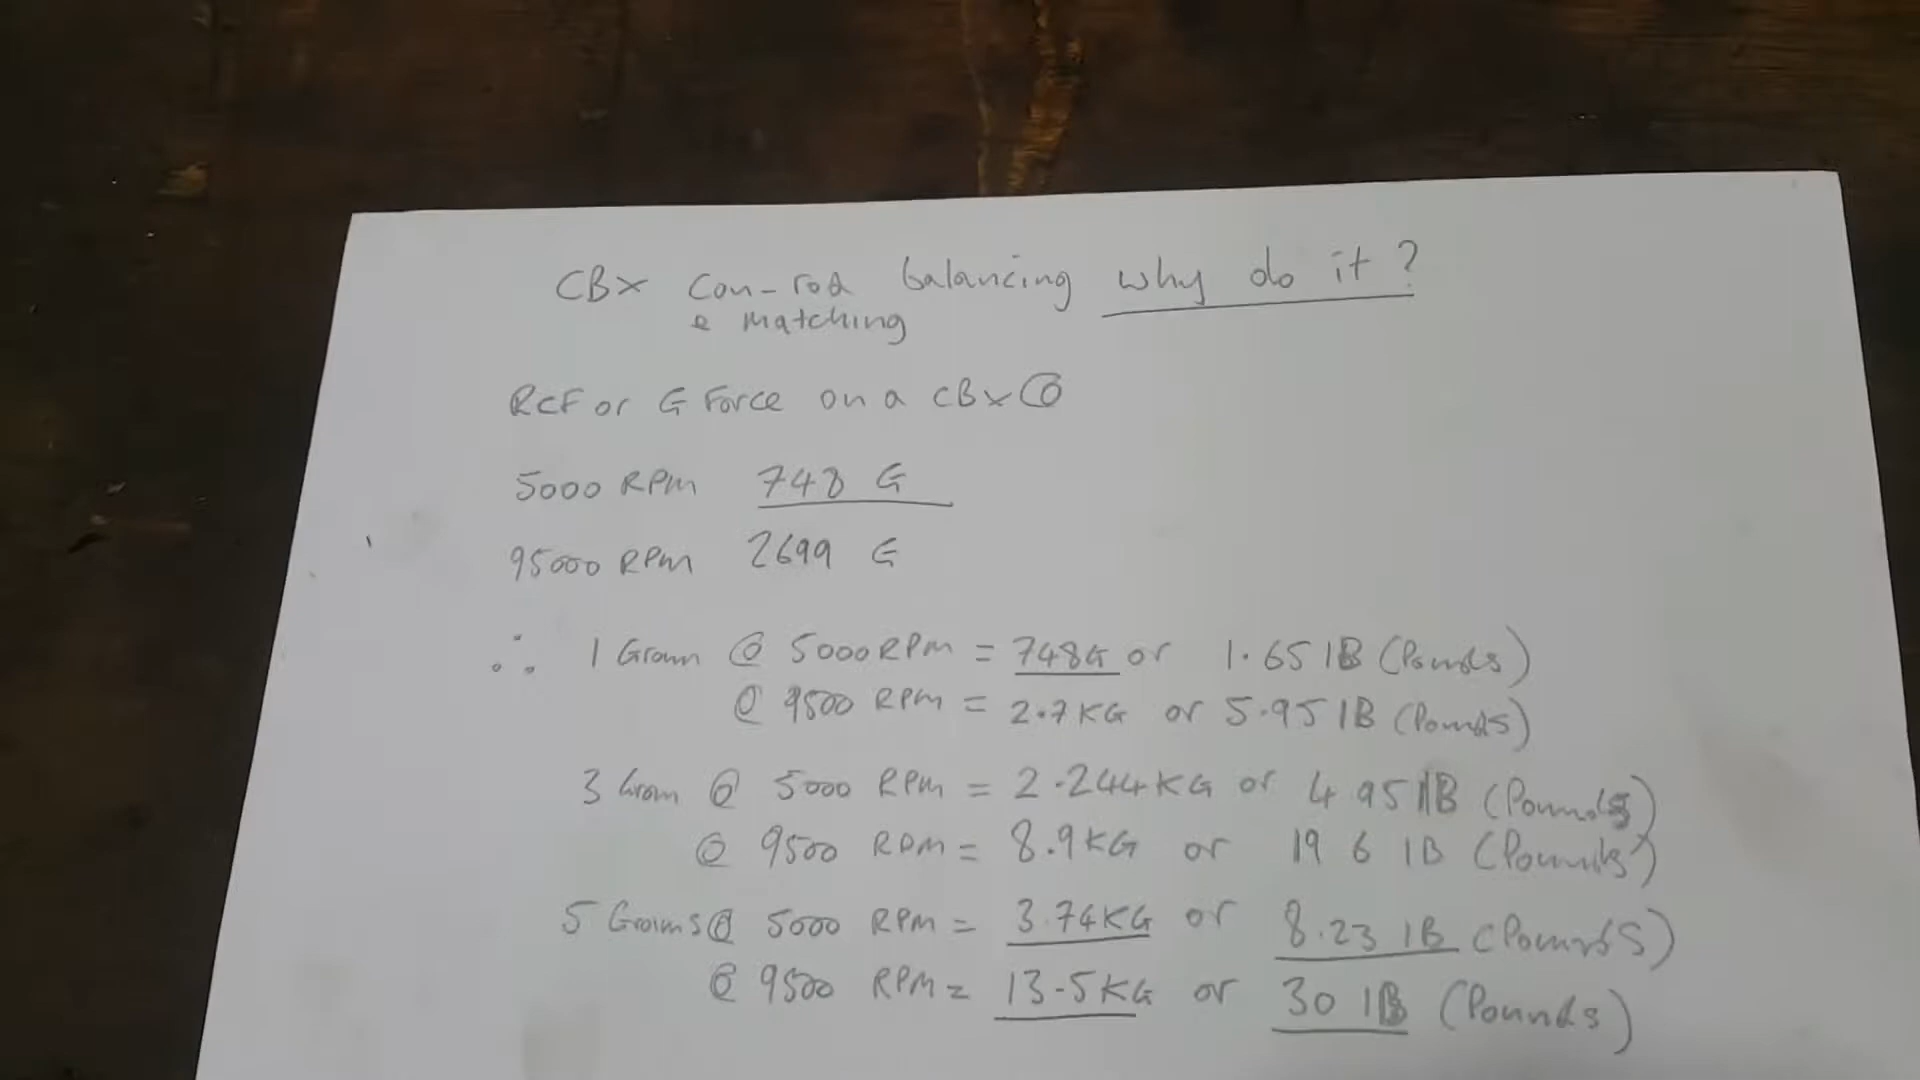 CBX Con-rod balancing why do it?
& Matching
RCF or G Force on a CBX @
5000 RPM 748 G
95000 RPM 2699 G
∴ 1 Gram @ 5000 RPM = 748G or 1.65 lB (Pounds)
@ 9500 RPM = 2.7KG or 5.95 lB (Pounds)
3 Gram @ 5000 RPM = 2.244KG or 4.95 lB (Pounds)
@ 9500 RPM = 8.9KG or 19 6 lB (Pounds)
5 Grams @ 5000 RPM = 3.74KG or 8.23 lB (Pounds)
@ 9500 RPM = 13.5KG or 30 lB (Pounds)